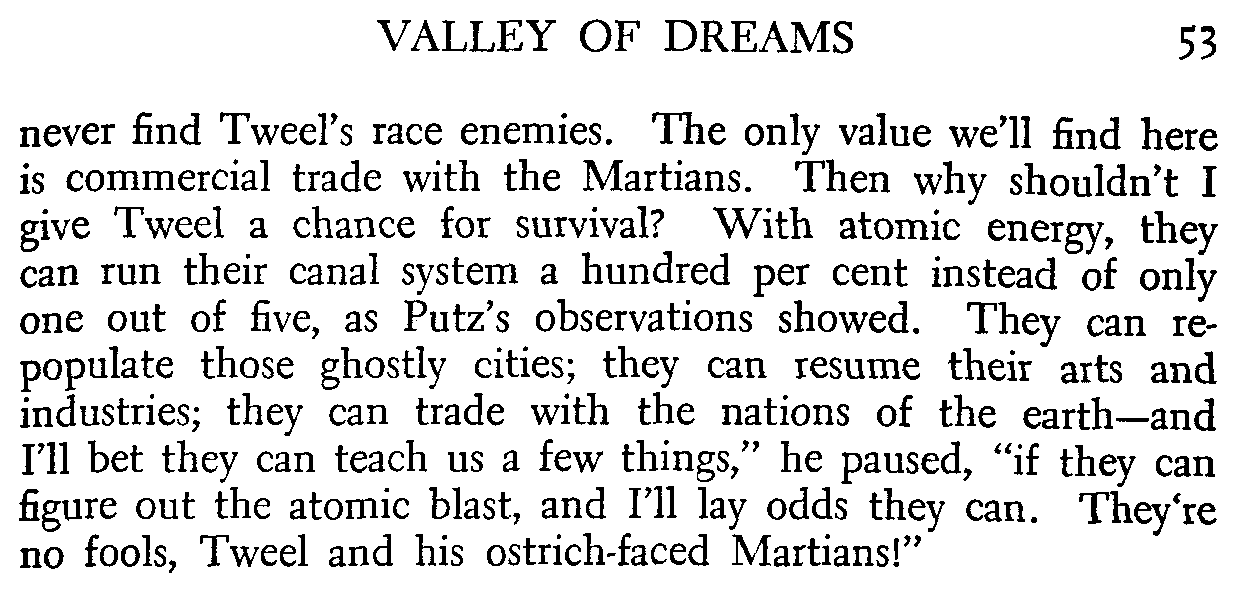 VALLEY OF DREAMS 53
never find Tweel's race enemies. The only value we'll find here
is commercial trade with the Martians. Then why shouldn't I
give Tweel a chance for survival? With atomic energy, they
can run their canal system a hundred per cent instead of only
one out of five, as Putz's observations showed. They can re-
populate those ghostly cities; they can resume their arts and
industries; they can trade with the nations of the earth—and
I'll bet they can teach us a few things,” he paused, “if they can
figure out the atomic blast, and I'll lay odds they can. They‘re
no fools, Tweel and his ostrich-faced Martians!”